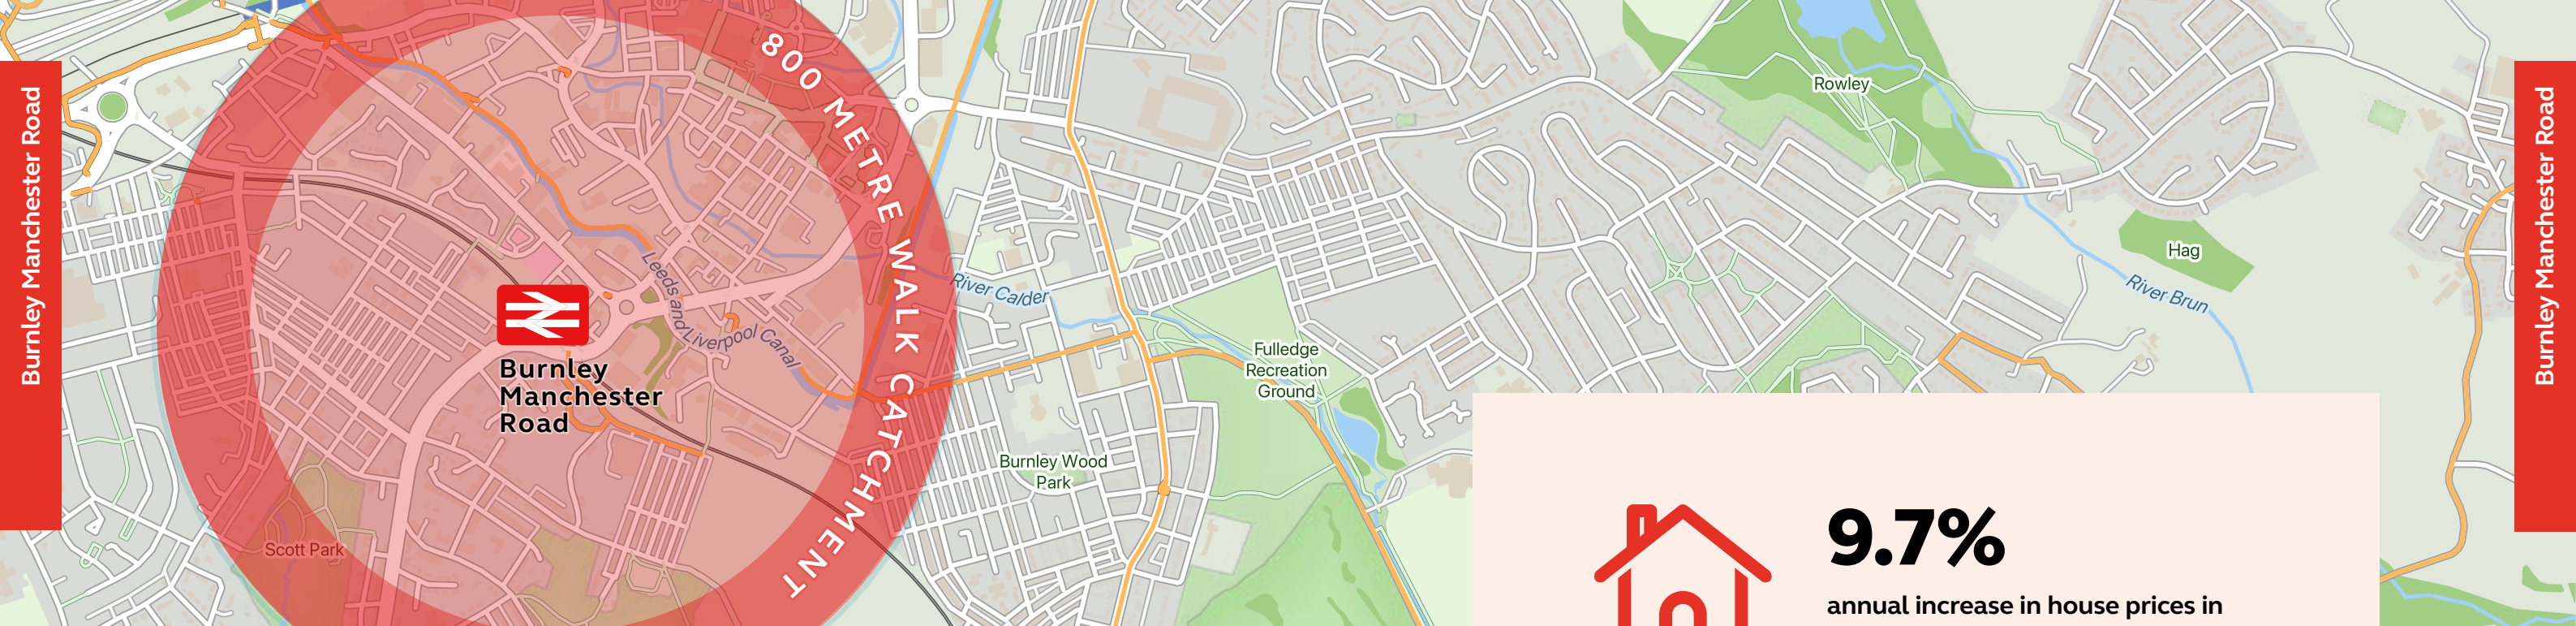 Burnley Manchester Road
800 METRE WALK CATCHMENT
Leeds and Liverpool Canal
Burnley
Manchester
Road
Scott Park
River Calder
Burnley Wood
Park
Fulledge
Recreation
Ground
Rowley
Hag
River Brun
9.7%
annual increase in house prices in
Burnley Manchester Road